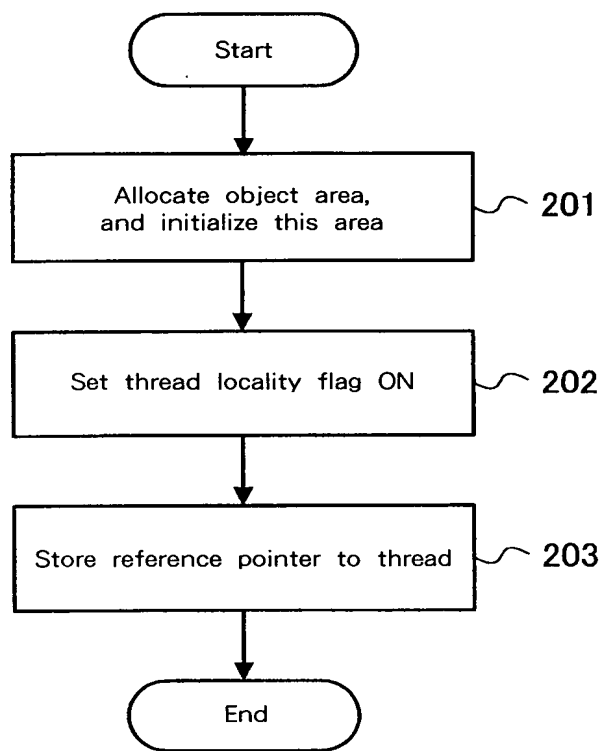 Start
Allocate object area,
and initialize this area
201
Set thread locality flag ON
202
Store reference pointer to thread
203
End